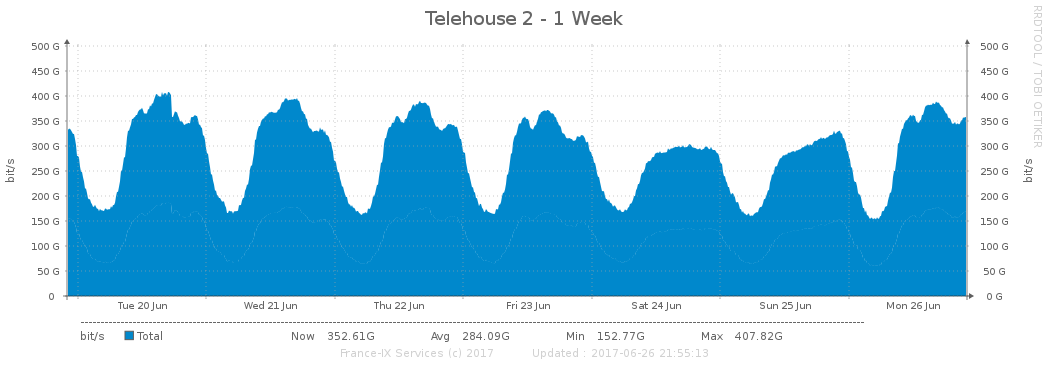 Telehouse 2 - 1 Week
RRDTOOL / TOBI OETIKER
500 G 500 G
450 G 450 G
400 G 400 G
350 G 350 G
300 G 300 G
250 G 250 G
200 G 200 G
150 G 150 G
100 G 100 G
50 G 50 G
0 0 G
bit/s bit/s
Tue 20 Jun Wed 21 Jun Thu 22 Jun Fri 23 Jun Sat 24 Jun Sun 25 Jun Mon 26 Jun
bit/s Total Now 352.61G Avg 284.09G Min 152.77G Max 407.82G
France-IX Services (c) 2017 Updated : 2017-06-26 21:55:13